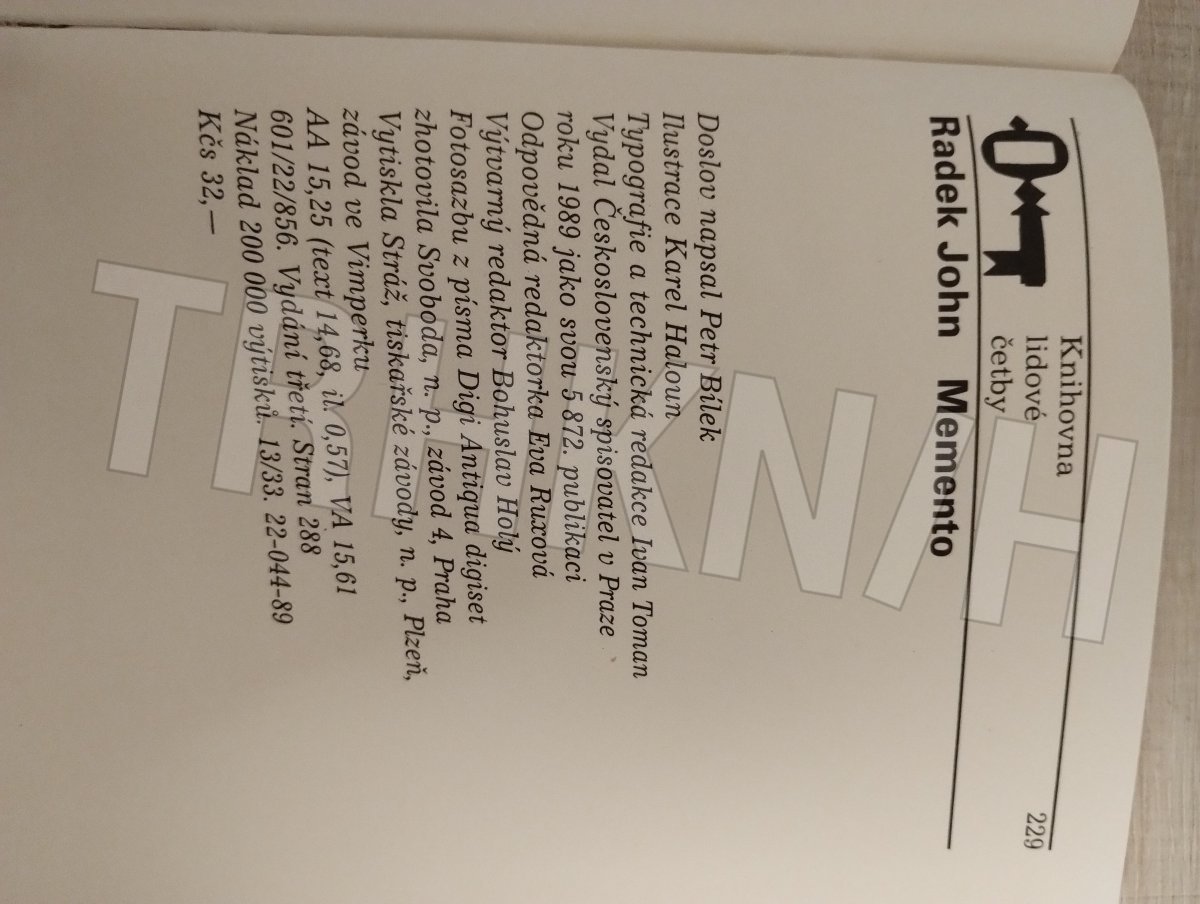 Knihovna
lidové
četby
229
Radek John Memento
Doslov napsal Petr Bílek
Ilustrace Karel Haloun
Typografie a technická redakce Ivan Toman
Vydal Československý spisovatel v Praze
roku 1989 jako svou 5 872. publikaci
Odpovědná redaktorka Eva Ruxová
Výtvarný redaktor Bohuslav Holý
Fotosazbu z písma Digi Antiqua digiset
zhotovila Svoboda, n. p., závod 4, Praha
Vytiskla Stráž, tiskařské závody, n. p., Plzeň,
závod ve Vimperku
AA 15,25 (text 14,68, il. 0,57), VA 15,61
601/22/856. Vydání třetí. Stran 288
Náklad 200 000 výtisků. 13/33. 22-044-89
Kčs 32,—